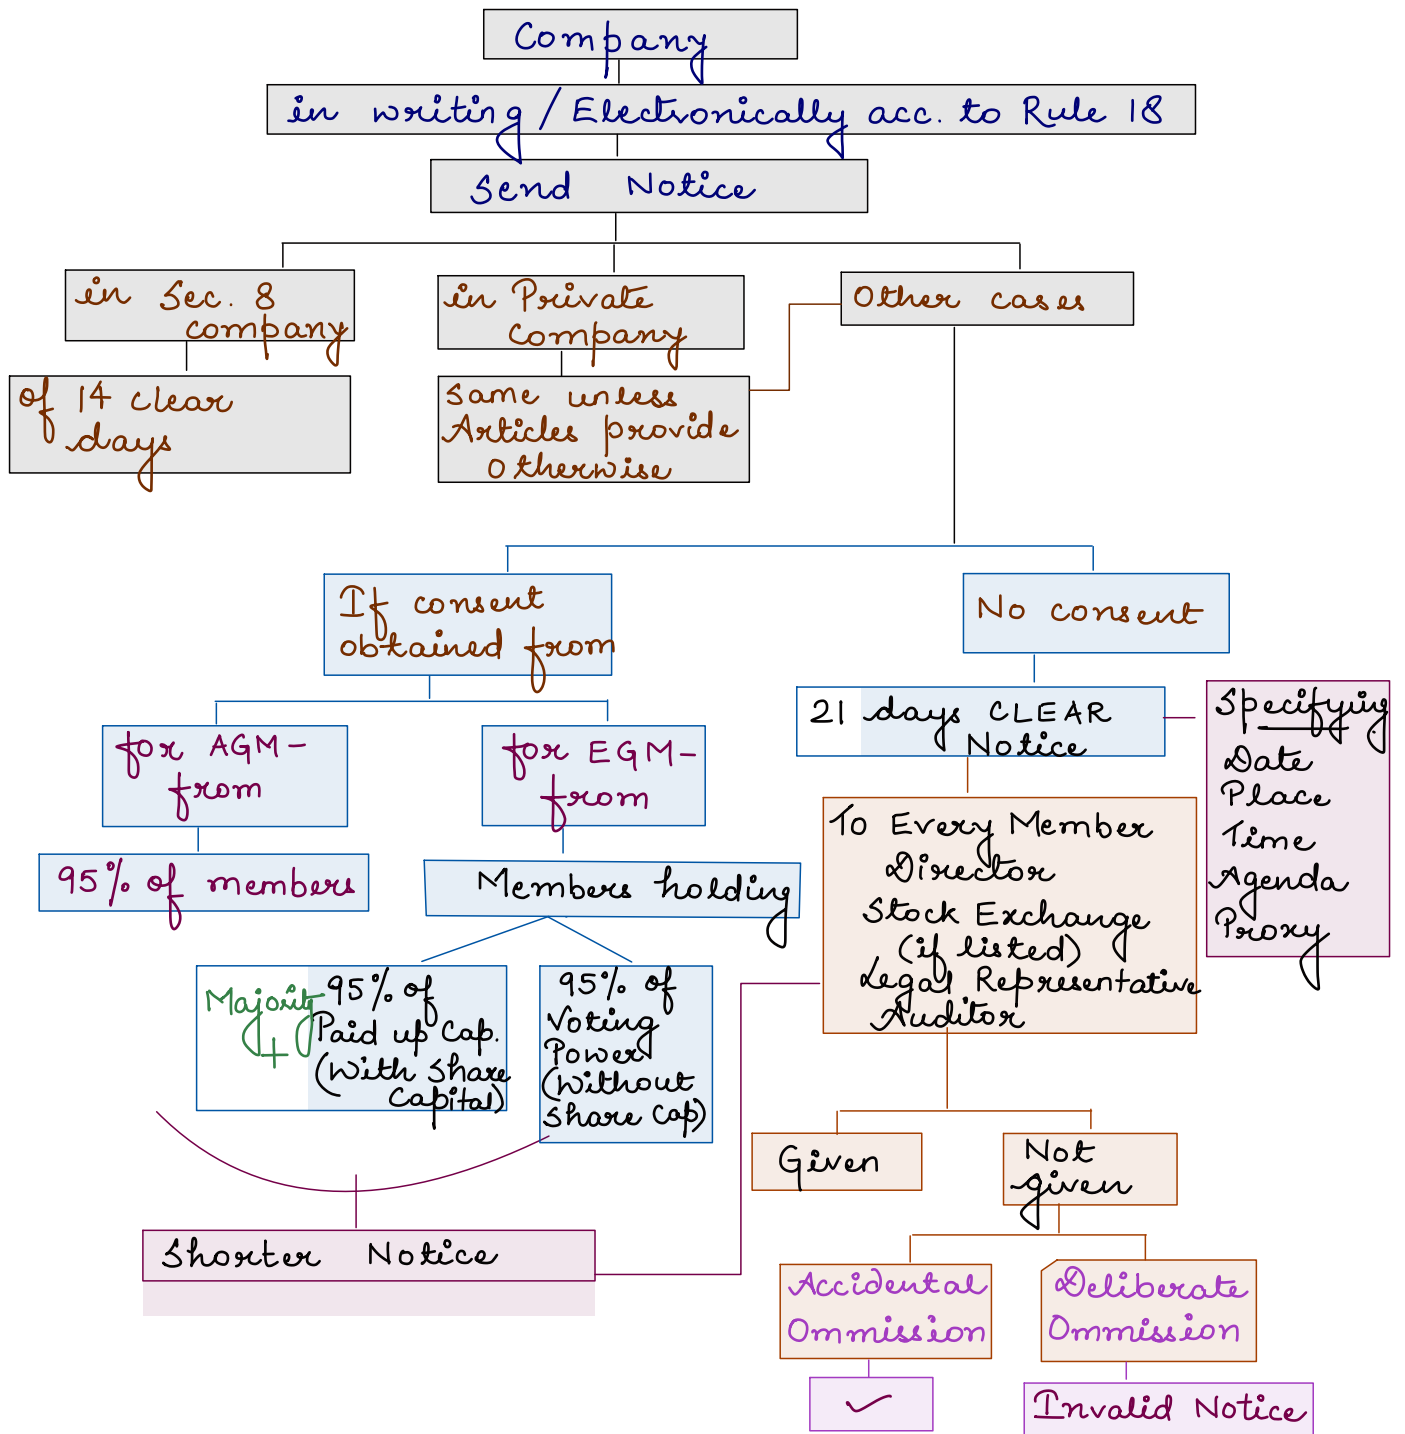 Company
in writing / Electronically acc. to Rule 18
Send Notice
in Sec. 8
company
of 14 clear
days
in Private
Company
Same unless
Articles provide
Otherwise
Other cases
If consent
obtained from
No consent
for AGM -
from
95% of members
for EGM -
from
Members holding
Majority
+
95% of
Paid up Cap.
(With Share
Capital)
95% of
Voting
Power
(Without
Share Cap)
Shorter Notice
21 days CLEAR
Notice
Specifying
Date
Place
Time
Agenda
Proxy
To Every Member
Director
Stock Exchange
(if listed)
Legal Representative
Auditor
Given
Not
given
Accidental
Ommission
✓
Deliberate
Ommission
Invalid Notice